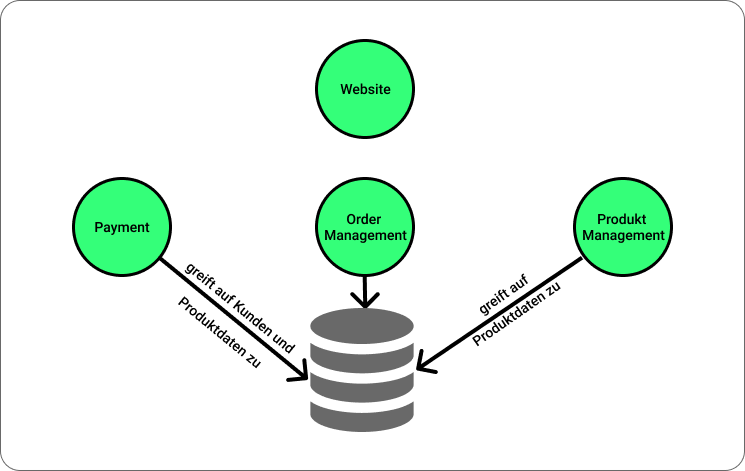 Website
Payment
Order
Management
Produkt
Management
greift auf Kunden und
Produktdaten zu
greift auf
Produktdaten zu